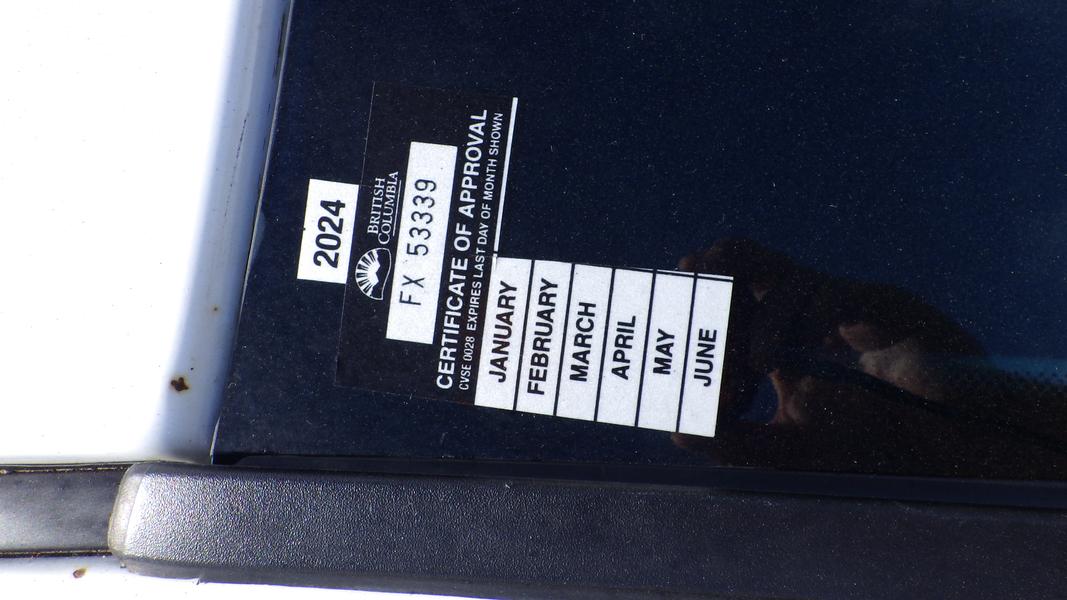 2024
BRITISH
COLUMBIA
FX 53339
CERTIFICATE OF APPROVAL
CVSE 0028 EXPIRES LAST DAY OF MONTH SHOWN
JANUARY
FEBRUARY
MARCH
APRIL
MAY
JUNE